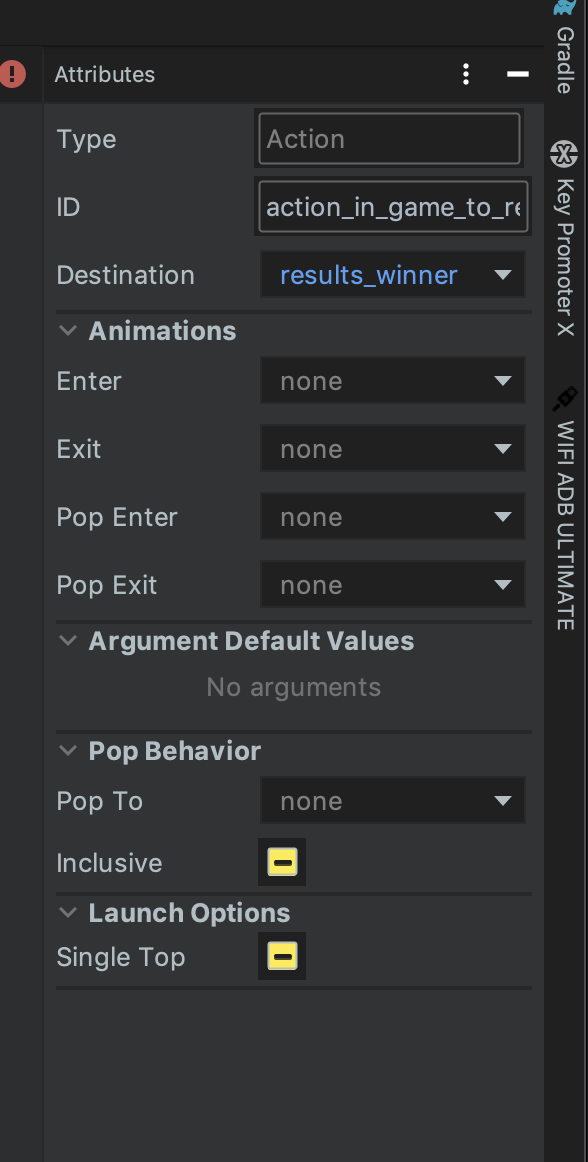 Attributes
Type
Action
ID
action_in_game_to_re
Destination
results_winner
Animations
Enter
none
Exit
none
Pop Enter
none
Pop Exit
none
Argument Default Values
No arguments
Pop Behavior
Pop To
none
Inclusive
Launch Options
Single Top
Gradle
Key Promoter X
WIFI ADB ULTIMATE